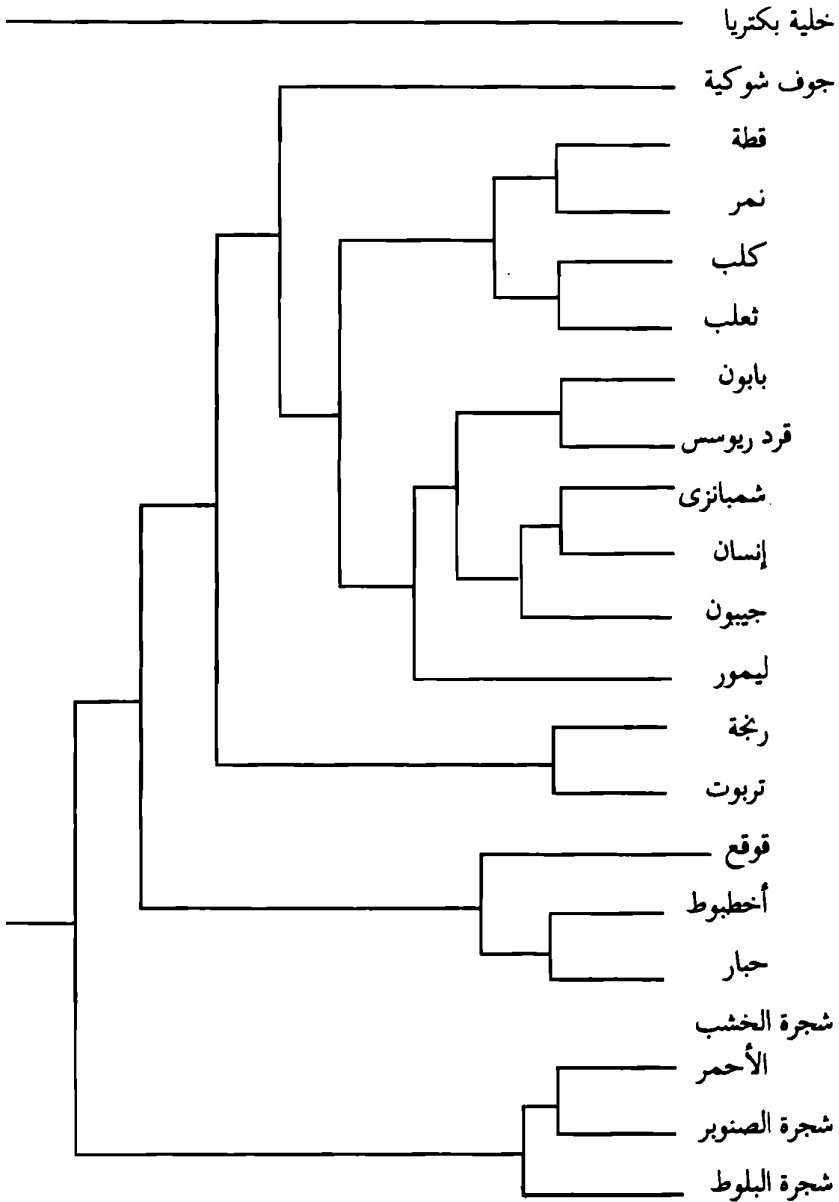 خلية بكتريا
جوف شوكية
قطة
نمر
كلب
ثعلب
بابون
قرد ريوسس
شمبانزى
إنسان
جيبون
ليمور
رنجة
تربوت
قوقع
أخطبوط
حبار
شجرة الخشب
الأحمر
شجرة الصنوبر
شجرة البلوط